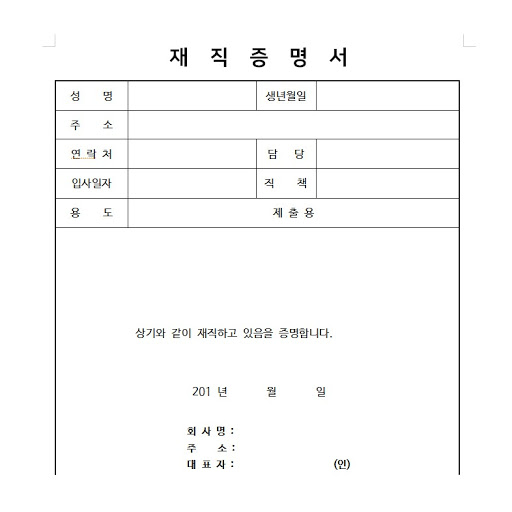 재 직 증 명 서
성 명 생년월일
주 소
연 락 처 담 당
입사일자 직 책
용 도 제 출 용
상기와 같이 재직하고 있음을 증명합니다.
201 년 월 일
회 사 명 :
주 소 :
대 표 자 : (인)